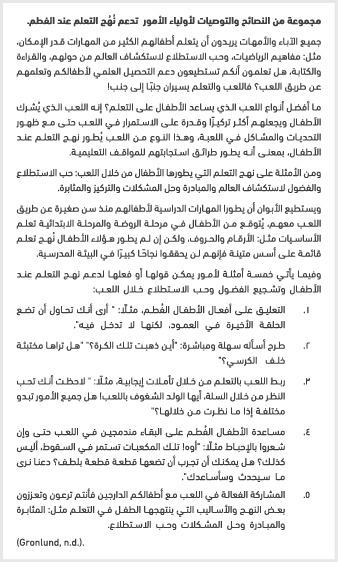 مجموعة من النصائح والتوصيات لأولياء الأمور تدعم نُهُج التعلم عند الفطم.
جميع الآباء والأمهات يريدون أن يتعلم أطفالهم الكثير من المهارات قدر الإمكان،
مثل: مفاهيم الرياضيات، وحب الاستطلاع لاستكشاف العالم من حولهم، والقراءة
والكتابة، هل تعلمون أنكم تستطيعون دعم التحصيل العلمي لأطفالكم وتعلمهم
عن طريق اللعب؟ فاللعب والتعلم يسيران جنبًا إلى جنب!
ما أفضل أنواع اللعب الذي يساعد الأطفال على التعلم؟ إنه اللعب الذي يُشرك
الأطفال ويجعلهم أكثر تركيزًا وقدرة على الاستمرار في اللعب حتى مع ظهور
التحديات والمشاكل في اللعبة، وهذا النوع من اللعب يُطور نهج التعلم عند
الأطفال، بمعنى أنه يطور طرائق استجابتهم للمواقف التعليمية.
ومن الأمثلة على نهج التعلم التي يطورها الأطفال من خلال اللعب: حب الاستطلاع
والفضول لاستكشاف العالم والمبادرة وحل المشكلات والتركيز والمثابرة.
ويستطيع الأبوان أن يطورا المهارات الدراسية لأطفالهم منذ سن صغيرة عن طريق
اللعب معهم، يُتوقع من الأطفال في مرحلة الروضة والمرحلة الابتدائية تعلم
الأساسيات مثل: الأرقام والحروف، ولكن إن لم يطور هؤلاء الأطفال نُهج تعلم
قائمة على أسس متينة فإنهم لن يحققوا نجاحًا كبيرًا في البيئة المدرسية.
وفيما يأتي خمسة أمثلة لأمور يمكن قولها أو فعلها لدعم نهج التعلم عند
الأطفال وتشجيع الفضول وحب الاستطلاع خلال اللعب:
١. التعليق على أفعال الأطفال الفُطم، مثلًا: " أرى أنك تحاول أن تضع
الحلقة الأخيرة في العمود، لكنها لا تدخل فيه".
٢. طرح أسأله سهلة ومباشرة: "أين ذهبت تلك الكرة؟" "هل تراها مختبئة
خلف الكرسي؟"
٣. ربط اللعب بالتعلم من خلال تأملات إيجابية، مثلًا: " لاحظت أنك تحب
النظر من خلال السلة، أيها الولد الشغوف باللعب! هل جميع الأمور تبدو
مختلفة إذا ما نظرت من خلالها؟"
٤. مساعدة الأطفال الفُطم على البقاء مندمجين في اللعب حتى وإن
شعروا بالإحباط مثلًا: "أوه! تلك المكعبات تستمر في السقوط، أليس
كذلك؟ هل يمكنك أن تجرب أن تضعها قطعة قطعة بلطف؟ دعنا نرى
ما سيحدث وسأساعدك".
٥. المشاركة الفعالة في اللعب مع أطفالكم الدارجين فأنتم ترعون وتعززون
بعض النهج والأساليب التي ينتهجها الطفل في التعلم مثل: المثابرة
والمبادرة وحل المشكلات وحب الاستطلاع.
(Gronlund, n.d.).